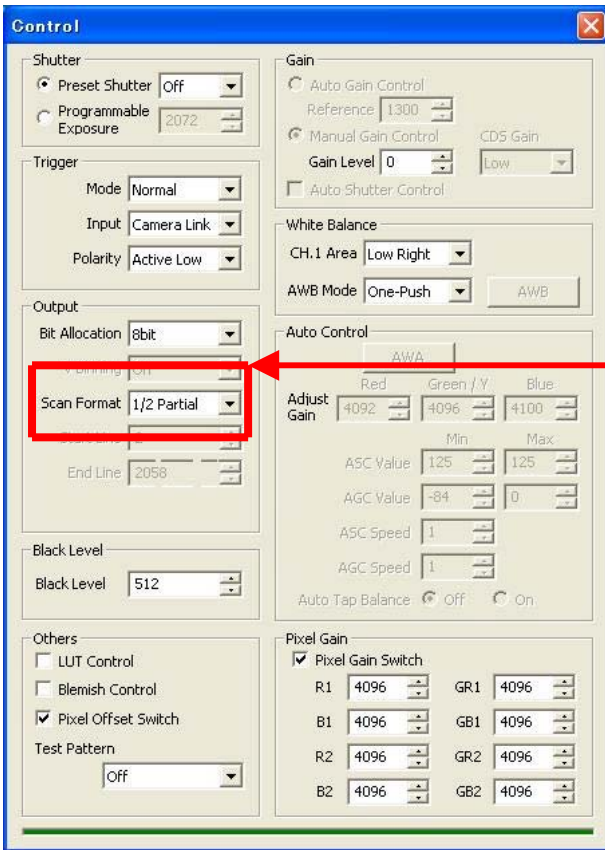 Control
Shutter
Preset Shutter Off
Programmable Exposure 2072
Trigger
Mode Normal
Input Camera Link
Polarity Active Low
Output
Bit Allocation 8bit
Scan Format 1/2 Partial
End Line 2058
Black Level
Black Level 512
Others
LUT Control
Blemish Control
Pixel Offset Switch
Test Pattern
Off
Gain
Auto Gain Control
Reference 1300
Manual Gain Control CDS Gain
Gain Level 0 Low
Auto Shutter Control
White Balance
CH.1 Area Low Right
AWB Mode One-Push AWB
Auto Control
AWA
Red Green / Y Blue
Adjust Gain 4092 4096 4100
Min Max
ASC Value 125 125
AGC Value -84 0
ASC Speed 1
AGC Speed 1
Auto Tap Balance Off On
Pixel Gain
Pixel Gain Switch
R1 4096 GR1 4096
B1 4096 GB1 4096
R2 4096 GR2 4096
B2 4096 GB2 4096